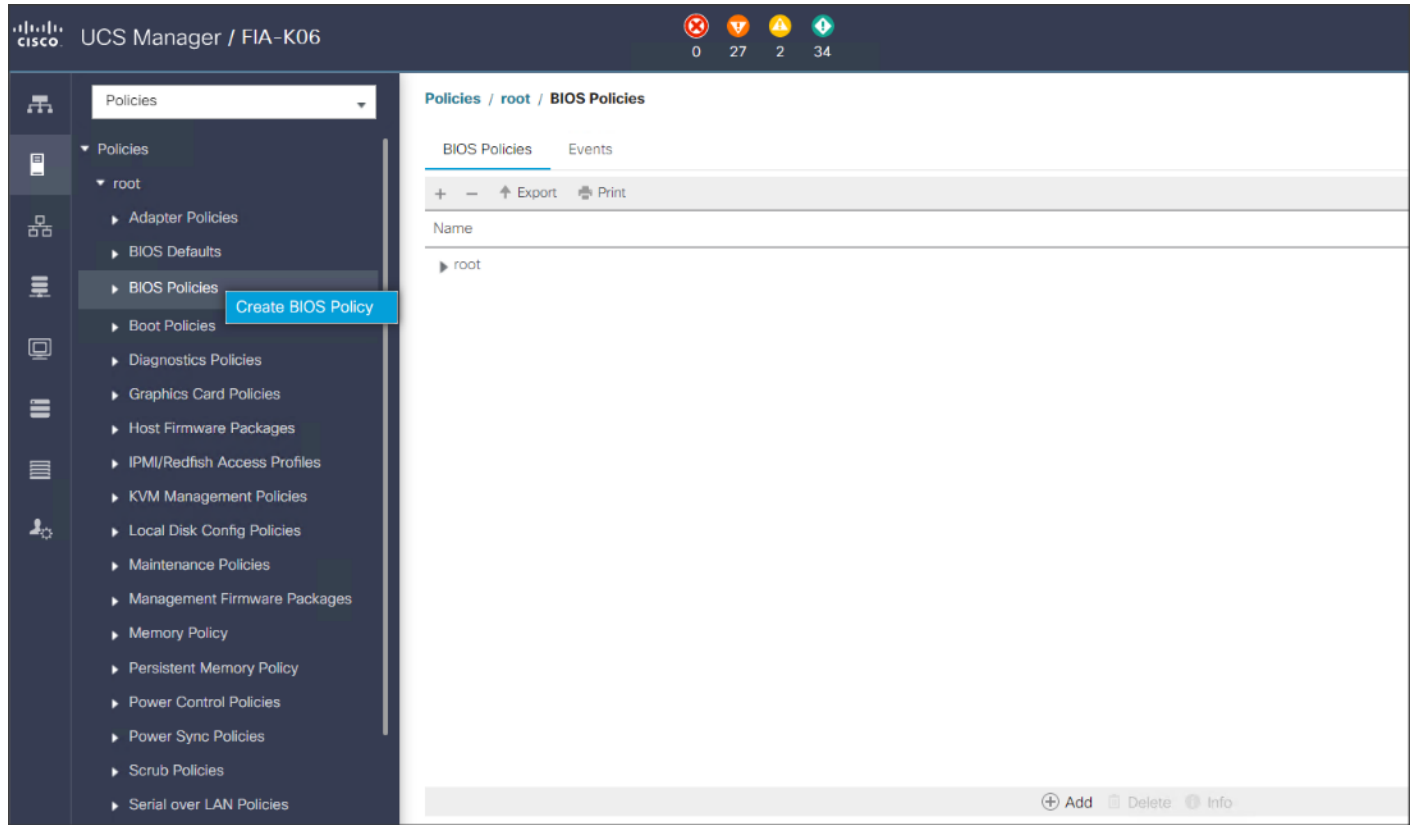 CISCO
UCS Manager / FIA-K06
0 27 2 34
Policies
Policies
root
Adapter Policies
BIOS Defaults
BIOS Policies
Create BIOS Policy
Boot Policies
Diagnostics Policies
Graphics Card Policies
Host Firmware Packages
IPMI/Redfish Access Profiles
KVM Management Policies
Local Disk Config Policies
Maintenance Policies
Management Firmware Packages
Memory Policy
Persistent Memory Policy
Power Control Policies
Power Sync Policies
Scrub Policies
Serial over LAN Policies
Policies / root / BIOS Policies
BIOS Policies Events
+ − Export Print
Name
root
Add Delete Info